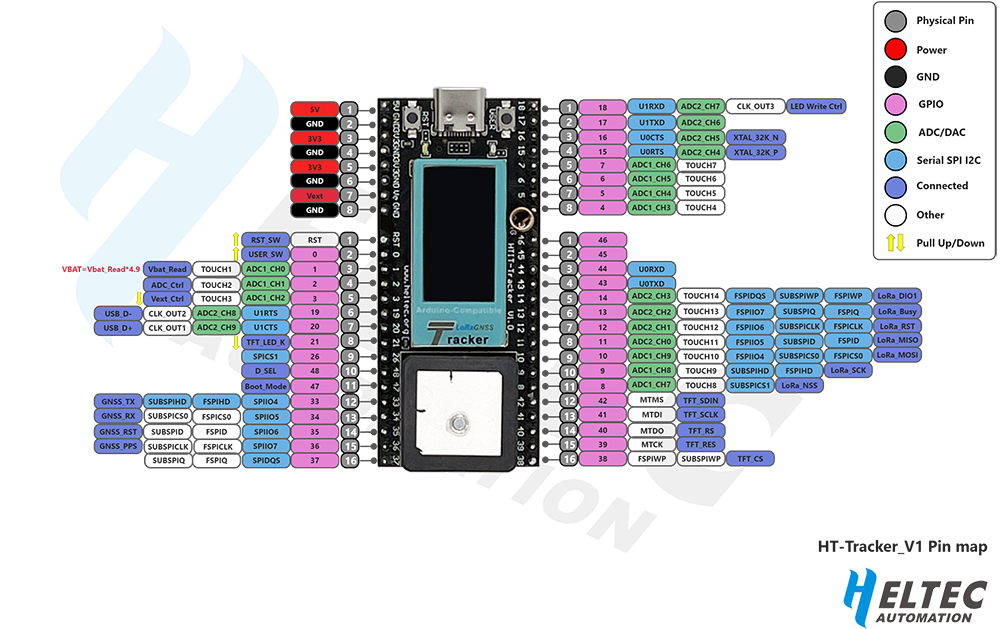 Physical Pin
Power
GND
GPIO
ADC/DAC
Serial SPI I2C
Connected
Other
Pull Up/Down
5V 1
GND 2
3V3 3
GND 4
3V3 5
GND 6
Vext 7
GND 8
RST_SW RST 1
USER_SW 0 2
VBAT=Vbat_Read*4.9 Vbat_Read TOUCH1 ADC1_CH0 1 3
ADC_Ctrl TOUCH2 ADC1_CH1 2 4
Vext_Ctrl TOUCH3 ADC1_CH2 3 5
USB_D- CLK_OUT2 ADC2_CH8 U1RTS 19 6
USB_D+ CLK_OUT1 ADC2_CH9 U1CTS 20 7
TFT_LED_K 21 8
SPICS1 26 9
D_SEL 48 10
Boot_Mode 47 11
GNSS_TX SUBSPIHD FSPIHD SPIIO4 33 12
GNSS_RX SUBSPICS0 FSPICS0 SPIIO5 34 13
GNSS_RST SUBSPID FSPID SPIIO6 35 14
GNSS_PPS SUBSPICLK FSPICLK SPIIO7 36 15
SUBSPIQ FSPIQ SPIDQS 37 16
1 18 U1RXD ADC2_CH7 CLK_OUT3 LED Write Ctrl
2 17 U1TXD ADC2_CH6
3 16 U0CTS ADC2_CH5 XTAL_32K_N
4 15 U0RTS ADC2_CH4 XTAL_32K_P
5 7 ADC1_CH6 TOUCH7
6 6 ADC1_CH5 TOUCH6
7 5 ADC1_CH4 TOUCH5
8 4 ADC1_CH3 TOUCH4
1 46
2 45
3 44 U0RXD
4 43 U0TXD
5 14 ADC2_CH3 TOUCH14 FSPIDQS SUBSPIWP FSPIWP LoRa_DIO1
6 13 ADC2_CH2 TOUCH13 FSPIIO7 SUBSPIQ FSPIQ LoRa_Busy
7 12 ADC2_CH1 TOUCH12 FSPIIO6 SUBSPICLK FSPICLK LoRa_RST
8 11 ADC2_CH0 TOUCH11 FSPIIO5 SUBSPID FSPID LoRa_MISO
9 10 ADC1_CH9 TOUCH10 FSPIIO4 SUBSPICS0 FSPICS0 LoRa_MOSI
10 9 ADC1_CH8 TOUCH9 SUBSPIHD FSPIHD LoRa_SCK
11 8 ADC1_CH7 TOUCH8 SUBSPICS1 LoRa_NSS
12 42 MTMS TFT_SDIN
13 41 MTDI TFT_SCLK
14 40 MTDO TFT_RS
15 39 MTCK TFT_RES
16 38 FSPIWP SUBSPIWP TFT_CS
RST
USER
HTIT-Tracker V1.0
www.heltec.org
Arduino-Compatible
LoRaGNSS
Tracker
HT-Tracker_V1 Pin map
HELTEC
AUTOMATION